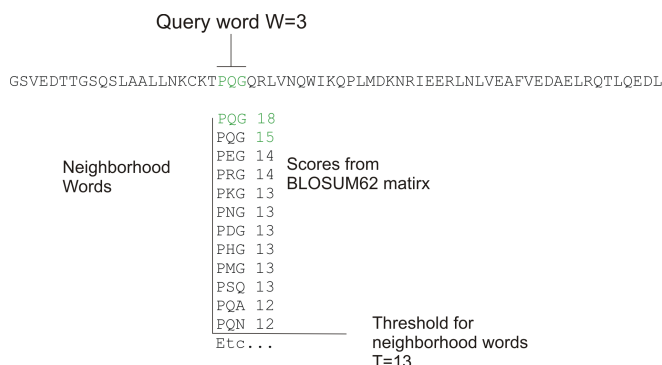 Query word W=3
GSVEDTTGSQSLAALLNKCKTPQGQRLVNQWIKQPLMDKNRIEERLNLVEAFVEDAELRQTLQEDL
PQG 18
PQG 15
PEG 14
PRG 14
PKG 13
PNG 13
PDG 13
PHG 13
PMG 13
PSQ 13
PQA 12
PQN 12
Etc...
Neighborhood
Words
Scores from
BLOSUM62 matirx
Threshold for
neighborhood words
T=13